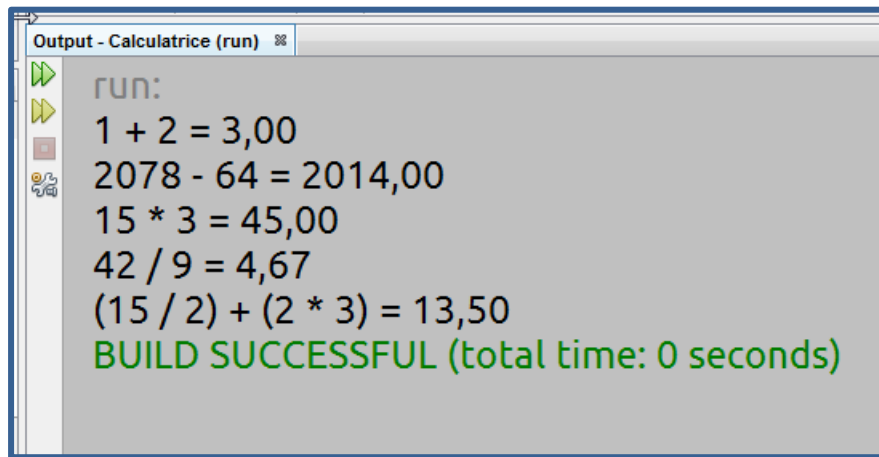 Output - Calculatrice (run)
run:
1 + 2 = 3,00
2078 - 64 = 2014,00
15 * 3 = 45,00
42 / 9 = 4,67
(15 / 2) + (2 * 3) = 13,50
BUILD SUCCESSFUL (total time: 0 seconds)